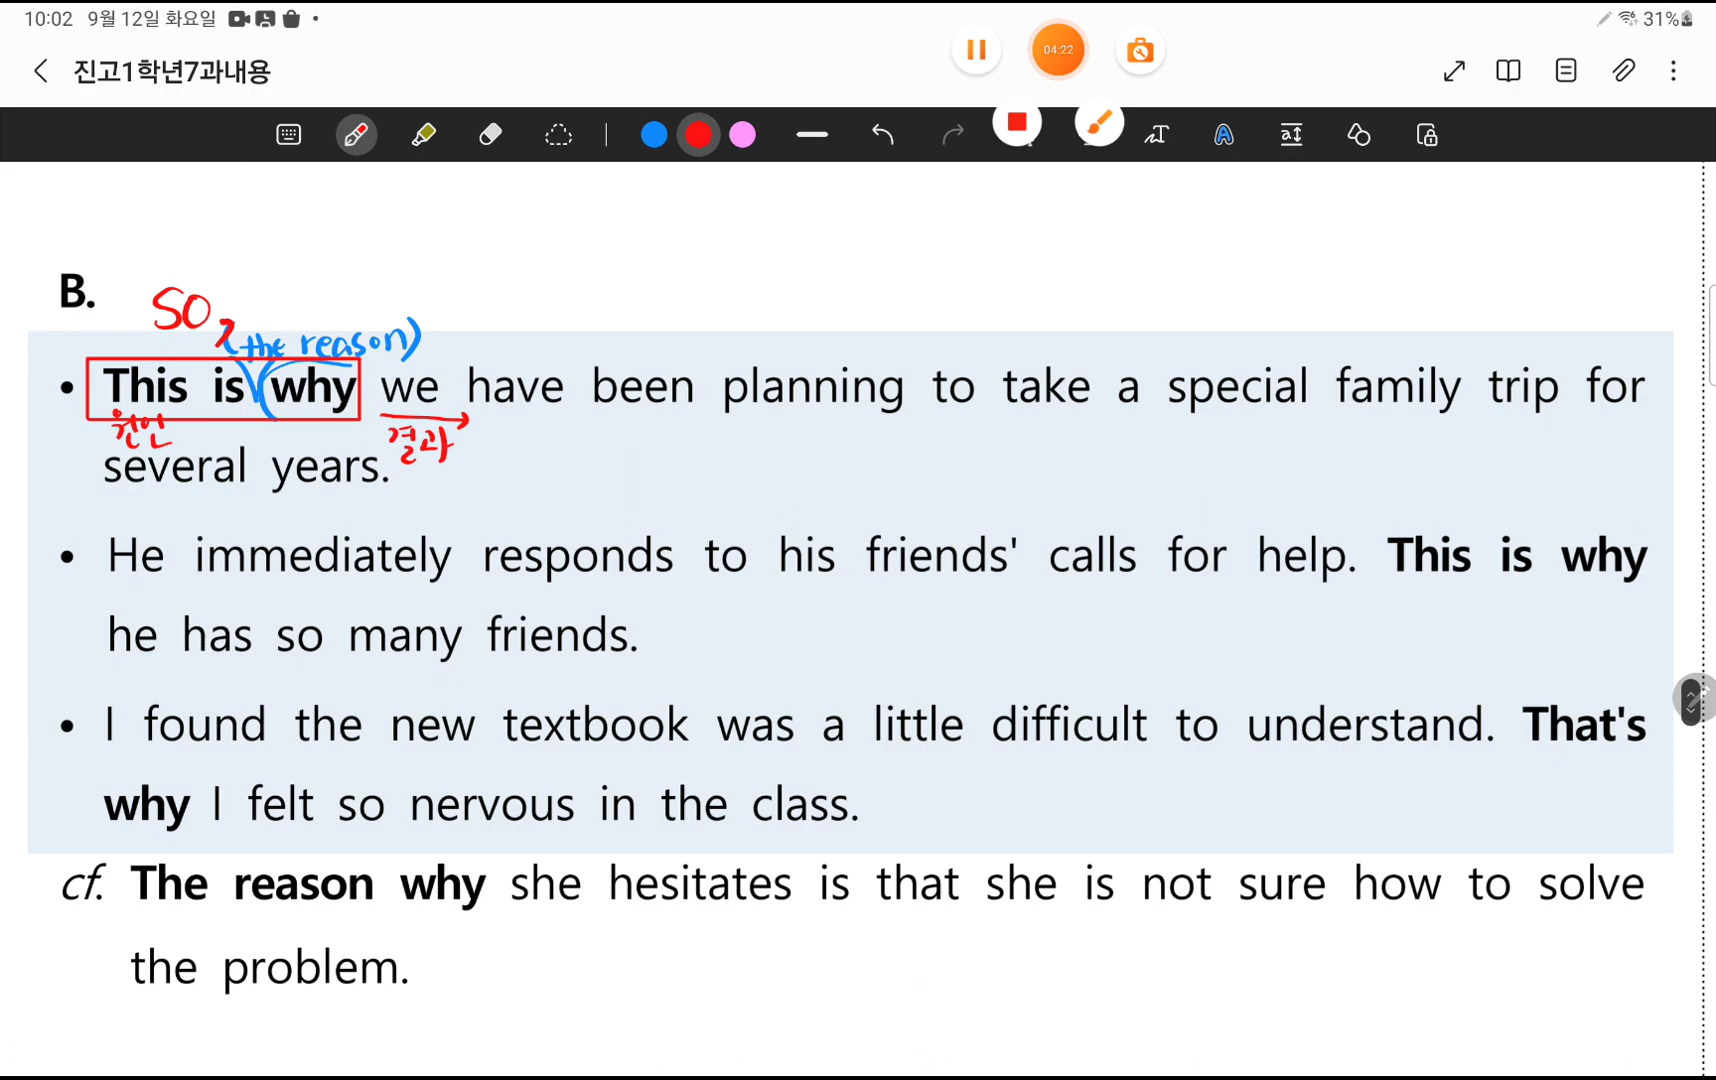 10:02 9월 12일 화요일
31%
진고1학년7과내용
04:22
B.
so,
(the reason)
• This is why we have been planning to take a special family trip for
원인
결과
several years.
• He immediately responds to his friends' calls for help. This is why
he has so many friends.
• I found the new textbook was a little difficult to understand. That's
why I felt so nervous in the class.
cf. The reason why she hesitates is that she is not sure how to solve
the problem.